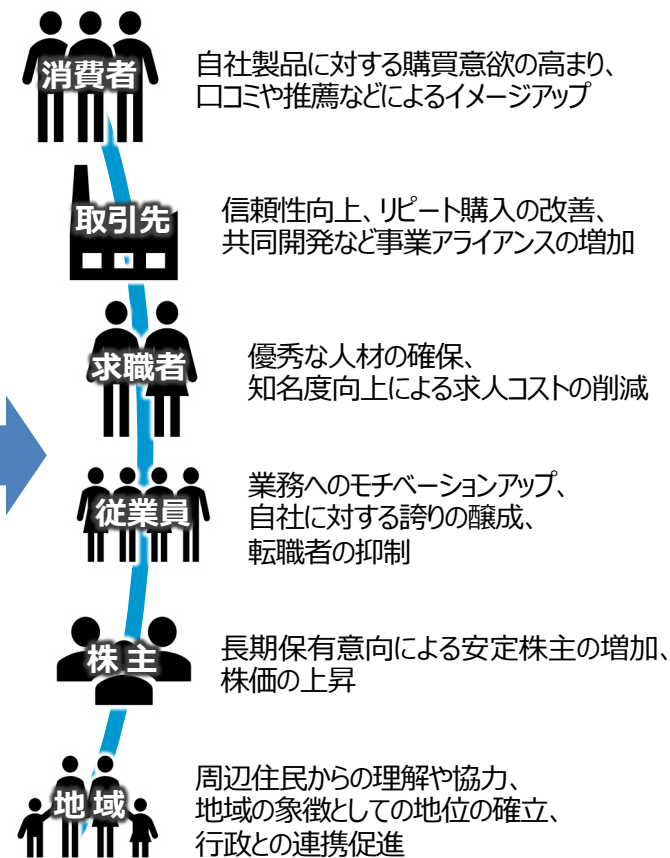 消費者
自社製品に対する購買意欲の高まり、
口コミや推薦などによるイメージアップ
取引先
信頼性向上、リピート購入の改善、
共同開発など事業アライアンスの増加
求職者
優秀な人材の確保、
知名度向上による求人コストの削減
従業員
業務へのモチベーションアップ、
自社に対する誇りの醸成、
転職者の抑制
株主
長期保有意向による安定株主の増加、
株価の上昇
地域
周辺住民からの理解や協力、
地域の象徴としての地位の確立、
行政との連携促進